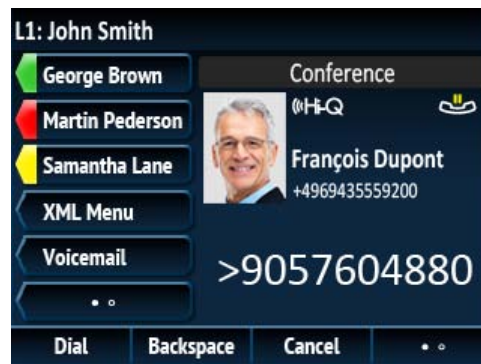 L1: John Smith
George Brown
Martin Pederson
Samantha Lane
XML Menu
Voicemail
Conference
Hi-Q
François Dupont
+4969435559200
>9057604880
Dial Backspace Cancel